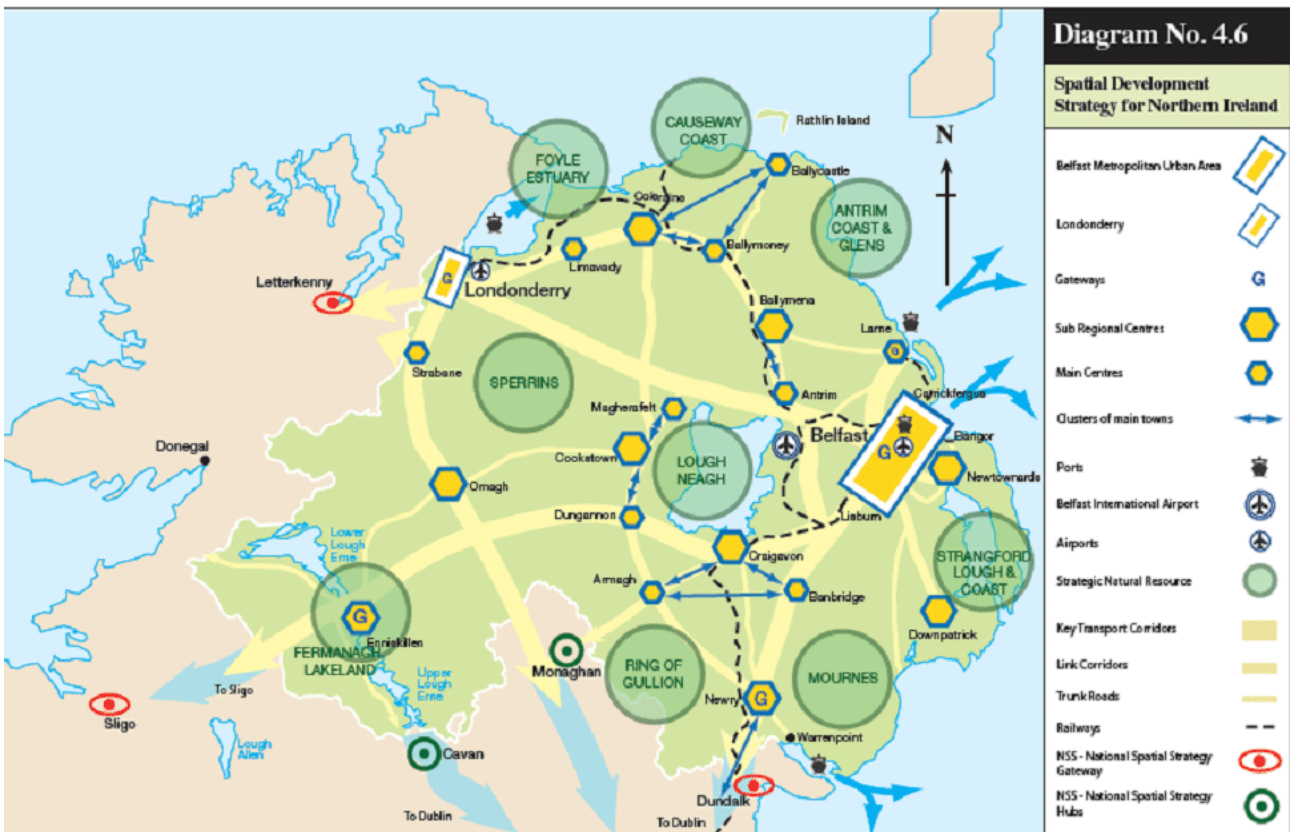 Diagram No. 4.6
Spatial Development
Strategy for Northern Ireland
Belfast Metropolitan Urban Area
Londonderry
Gateways
G
Sub Regional Centres
Main Centres
Clusters of main towns
Ports
Belfast International Airport
Airports
Strategic Natural Resource
Key Transport Corridors
Link Corridors
Trunk Roads
Railways
NSS - National Spatial Strategy
Gateway
NSS - National Spatial Strategy
Hubs
N
CAUSEWAY
COAST
Rathlin Island
FOYLE
ESTUARY
Ballycastle
Coleraine
ANTRIM
COAST &
GLENS
Limavady
Ballymoney
Letterkenny
G
Londonderry
Ballymena
Larne
G
Strabane
SPERRINS
Antrim
Carrickfergus
Magherafelt
Belfast
Bangor
G
Donegal
Cookstown
LOUGH
NEAGH
Newtownards
Omagh
Dungannon
Lisburn
Lower
Lough
Erne
Craigavon
STRANGFORD
LOUGH &
COAST
Armagh
Banbridge
G
Enniskillen
Downpatrick
FERMANAGH
LAKELAND
Monaghan
RING OF
GULLION
MOURNES
Upper
Lough
Erne
To Sligo
Newry
G
Sligo
Warrenpoint
Lough
Allen
Cavan
Dundalk
To Dublin
To Dublin